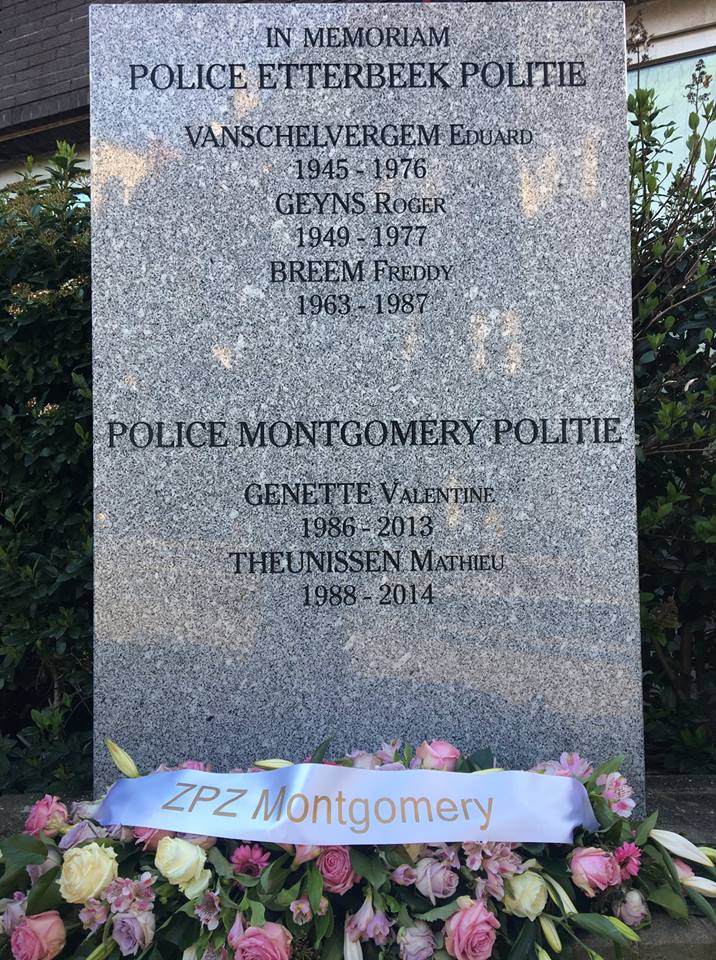 IN MEMORIAM
POLICE ETTERBEEK POLITIE
VANSCHELVERGEM EDUARD
1945 - 1976
GEYNS ROGER
1949 - 1977
BREEM FREDDY
1963 - 1987
POLICE MONTGOMERY POLITIE
GENETTE VALENTINE
1986 - 2013
THEUNISSEN MATHIEU
1988 - 2014
ZPZ Montgomery